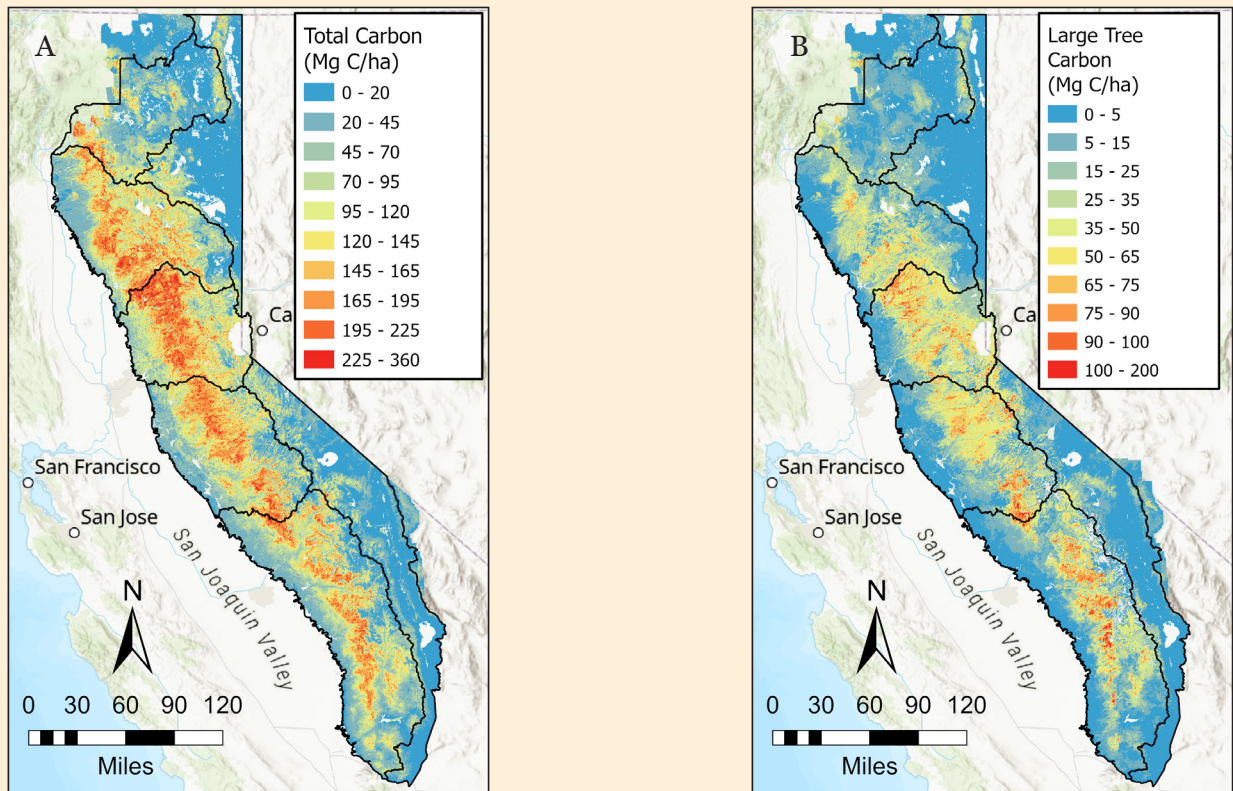 A
Total Carbon
(Mg C/ha)
0 - 20
20 - 45
45 - 70
70 - 95
95 - 120
120 - 145
145 - 165
165 - 195
195 - 225
225 - 360
Ca
San Francisco
San Jose
San Joaquin Valley
N
0 30 60 90 120
Miles
B
Large Tree
Carbon
(Mg C/ha)
0 - 5
5 - 15
15 - 25
25 - 35
35 - 50
50 - 65
65 - 75
75 - 90
90 - 100
100 - 200
Ca
San Francisco
San Jose
San Joaquin Valley
N
0 30 60 90 120
Miles